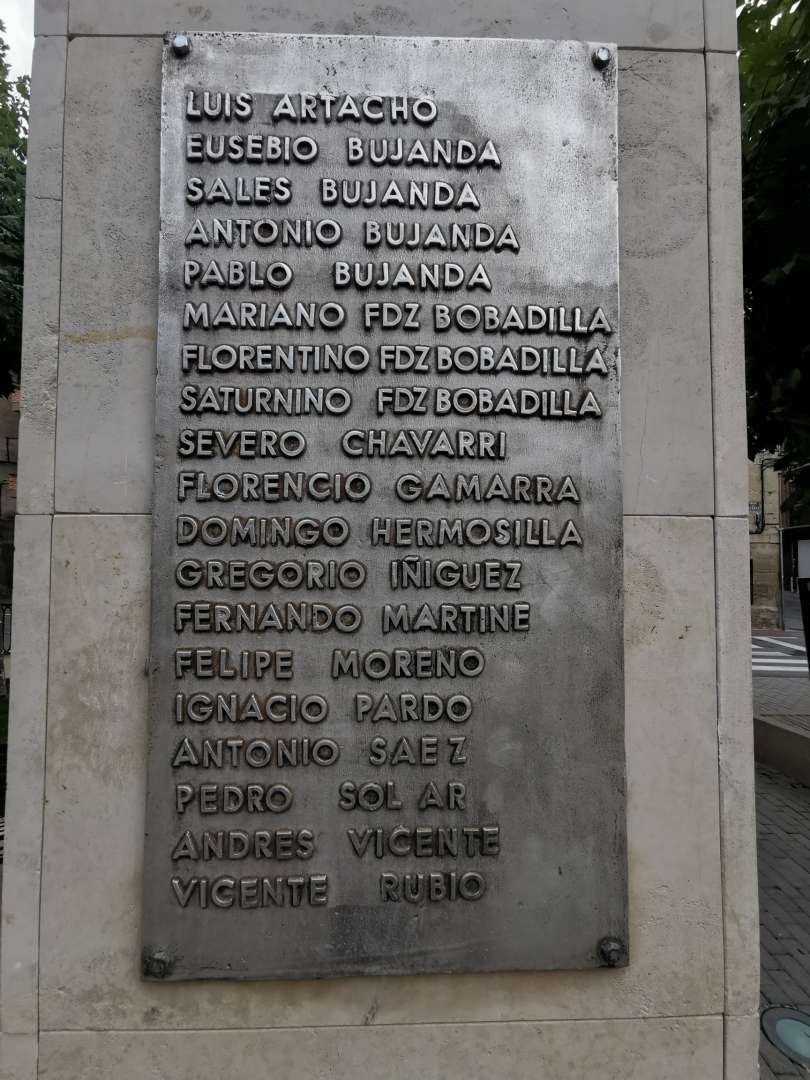 LUIS ARTACHO
EUSEBIO BUJANDA
SALES BUJANDA
ANTONIO BUJANDA
PABLO BUJANDA
MARIANO FDZ BOBADILLA
FLORENTINO FDZ BOBADILLA
SATURNINO FDZ BOBADILLA
SEVERO CHAVARRI
FLORENCIO GAMARRA
DOMINGO HERMOSILLA
GREGORIO IÑIGUEZ
FERNANDO MARTINE
FELIPE MORENO
IGNACIO PARDO
ANTONIO SAEZ
PEDRO SOLAR
ANDRES VICENTE
VICENTE RUBIO